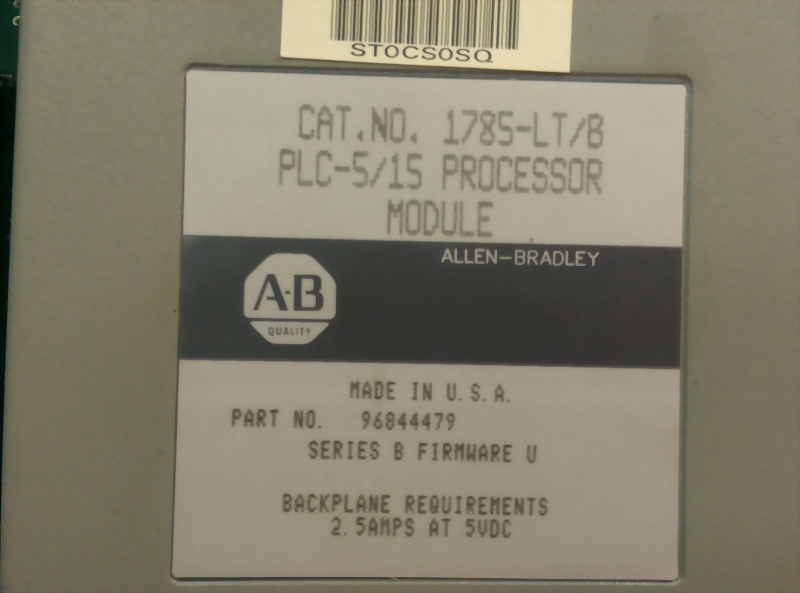 ST0CS0SQ
CAT.NO. 1785-LT/B
PLC-5/15 PROCESSOR
MODULE
ALLEN-BRADLEY
A·B
QUALITY
MADE IN U.S.A.
PART NO. 96844479
SERIES B FIRMWARE U
BACKPLANE REQUIREMENTS
2.5AMPS AT 5VDC